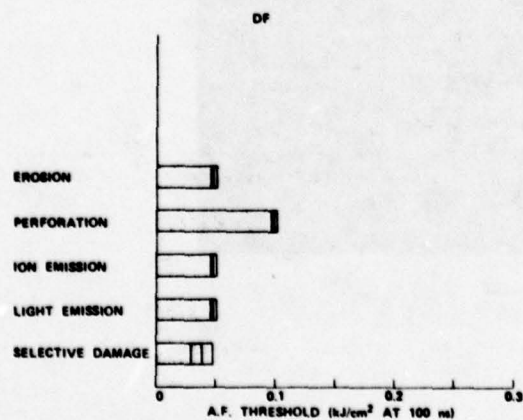 DF
EROSION
PERFORATION
ION EMISSION
LIGHT EMISSION
SELECTIVE DAMAGE
0 0.1 0.2 0.3
A.F. THRESHOLD (kJ/cm² AT 100 ns)